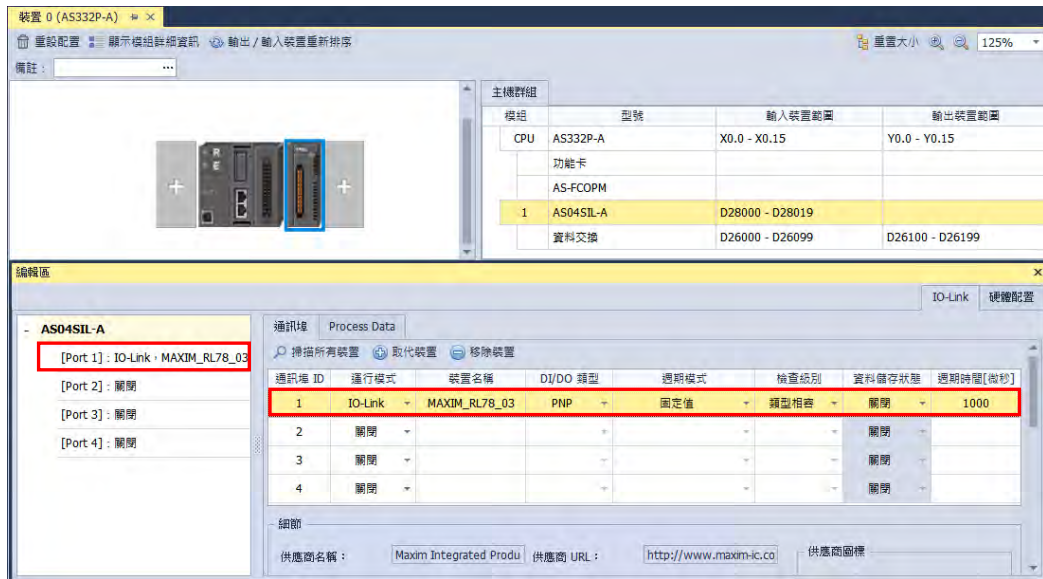 裝置 0 (AS332P-A)
重設配置 顯示模組詳細資訊 輸出/輸入裝置重新排序 重置大小 125%
備註： ...
主機群組
模組 型號 輸入裝置範圍 輸出裝置範圍
CPU AS332P-A X0.0 - X0.15 Y0.0 - Y0.15
功能卡
AS-FCOPM
1 AS04SIL-A D28000 - D28019
資料交換 D26000 - D26099 D26100 - D26199
R
E
編輯區
IO-Link 硬體配置
- AS04SIL-A
[Port 1]：IO-Link，MAXIM_RL78_03
[Port 2]：關閉
[Port 3]：關閉
[Port 4]：關閉
通訊埠 Process Data
掃描所有裝置 取代裝置 移除裝置
通訊埠 ID 運行模式 裝置名稱 DI/DO 類型 週期模式 檢查級別 資料儲存狀態 週期時間[微秒]
1 IO-Link MAXIM_RL78_03 PNP 固定值 類型相容 關閉 1000
2 關閉 關閉
3 關閉 關閉
4 關閉 關閉
細節
供應商名稱： Maxim Integrated Produ 供應商 URL： http://www.maxim-ic.co 供應商圖標